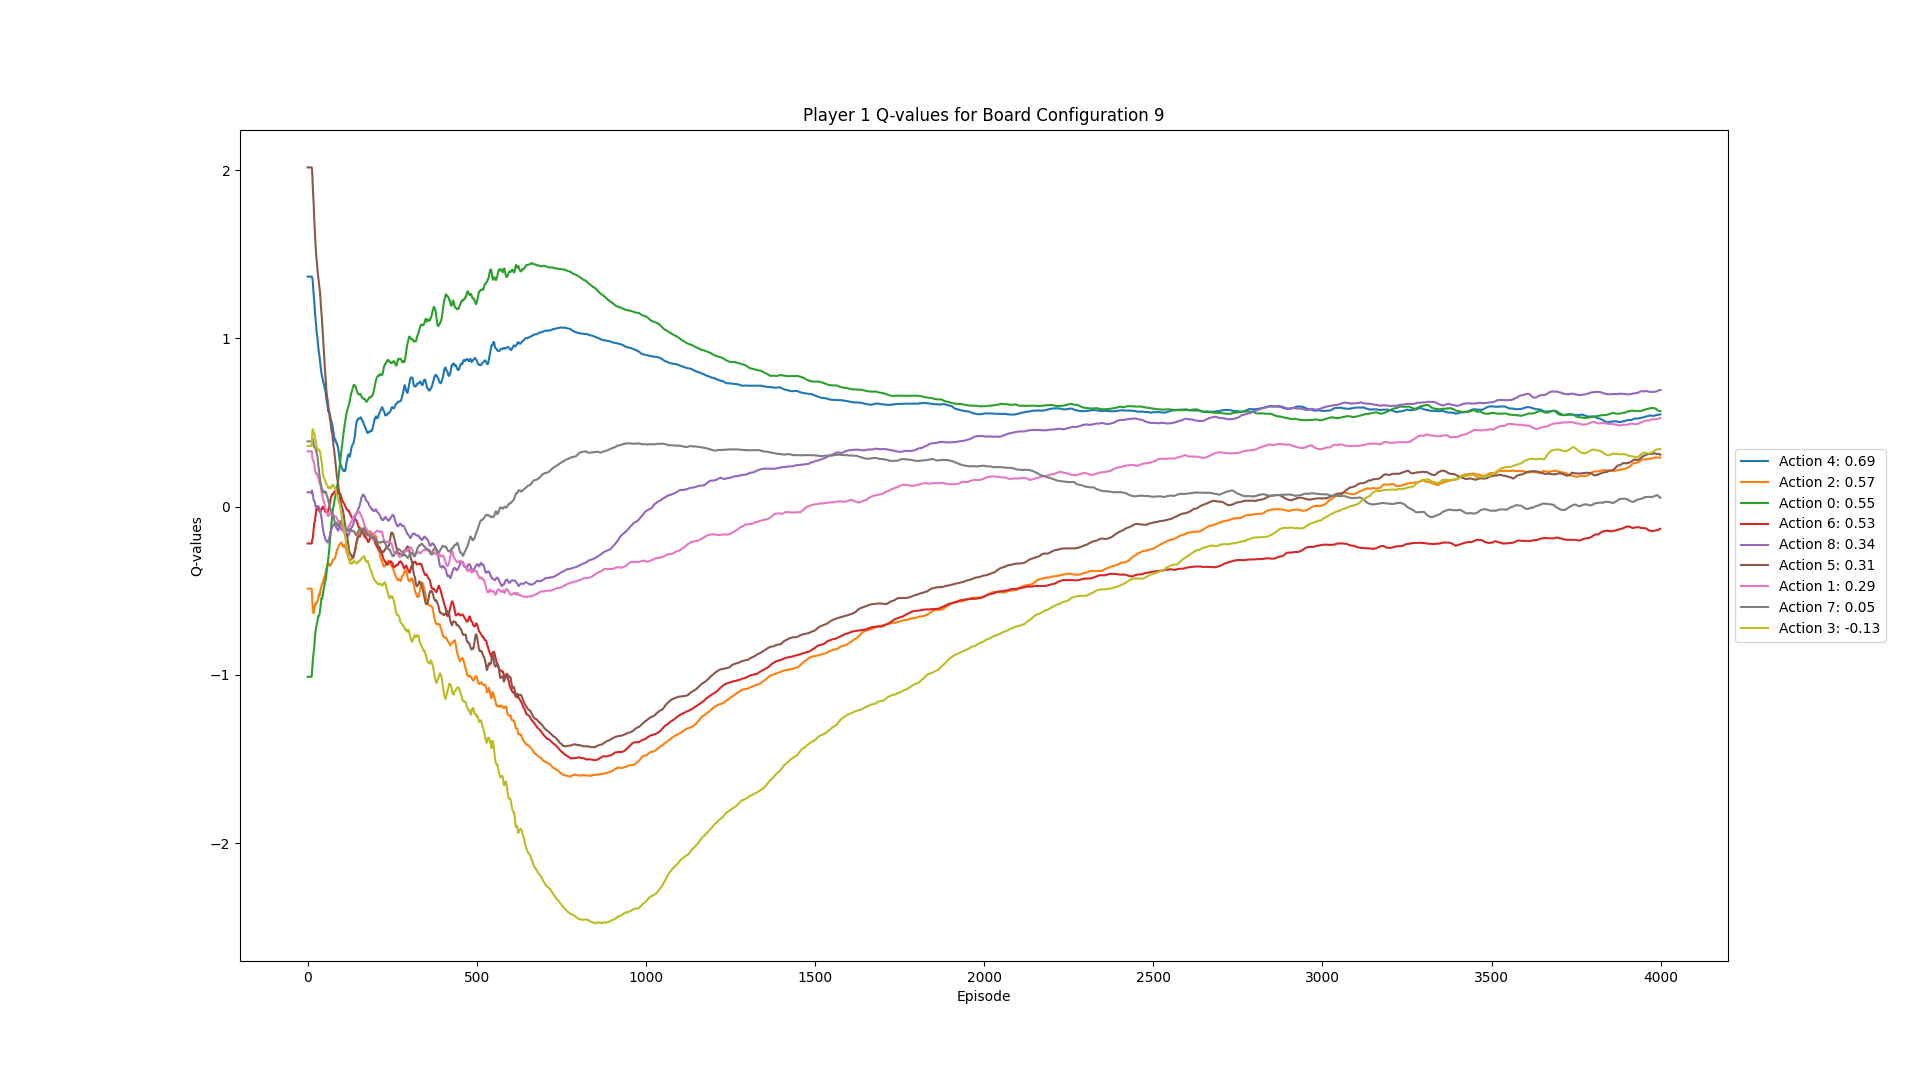 Player 1 Q-values for Board Configuration 9
2
1
0
−1
−2
Q-values
0
500
1000
1500
2000
2500
3000
3500
4000
Episode
Action 4: 0.69
Action 2: 0.57
Action 0: 0.55
Action 6: 0.53
Action 8: 0.34
Action 5: 0.31
Action 1: 0.29
Action 7: 0.05
Action 3: -0.13